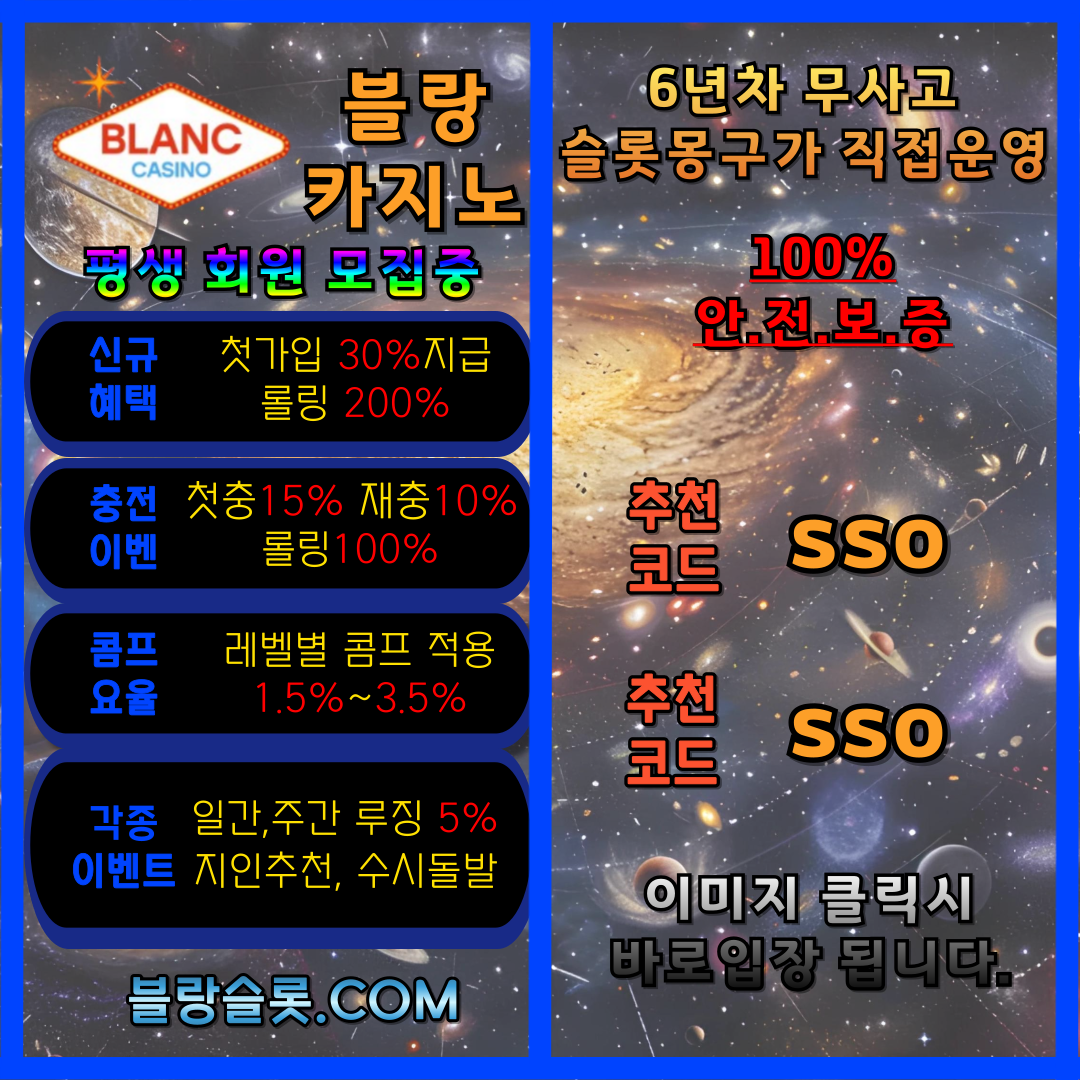 BLANC
CASINO
블랑
카지노
평생 회원 모집중
신규
혜택
첫가입 30%지급
롤링 200%
충전
이벤
첫충15% 재충10%
롤링100%
콤프
요율
레벨별 콤프 적용
1.5%~3.5%
각종
이벤트
일간,주간 루징 5%
지인추천, 수시돌발
블랑슬롯.COM
6년차 무사고
슬롯몽구가 직접운영
100%
안.전.보.증
추천
코드
SSO
추천
코드
SSO
이미지 클릭시
바로입장 됩니다.